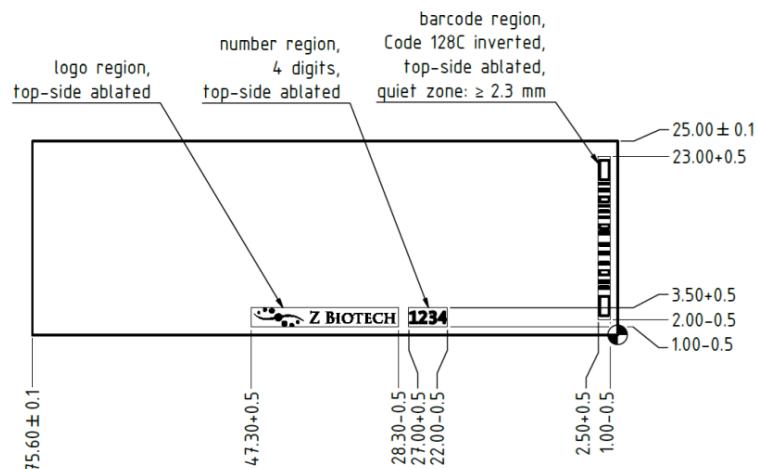 barcode region,
Code 128C inverted,
top-side ablated,
quiet zone: ≥ 2.3 mm
number region,
4 digits,
top-side ablated
logo region,
top-side ablated
25.00 ± 0.1
23.00+0.5
3.50+0.5
2.00-0.5
1.00-0.5
Z BIOTECH
1234
75.60 ± 0.1
47.30+0.5
28.30-0.5
27.00+0.5
22.00-0.5
2.50+0.5
1.00-0.5